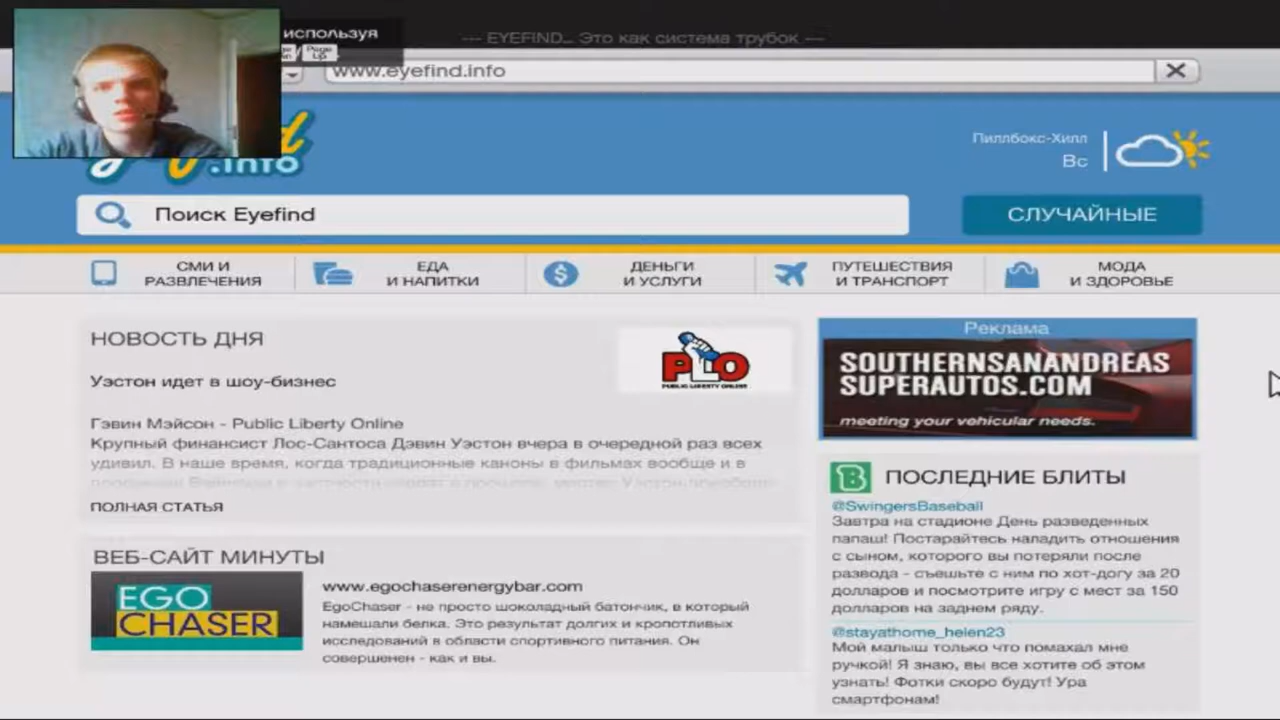 используя
Page Up
--- EYEFIND... Это как система трубок ---
www.eyefind.info
.info
Пиллбокс-Хилл
Вс
Поиск Eyefind
СЛУЧАЙНЫЕ
СМИ И
РАЗВЛЕЧЕНИЯ
ЕДА
И НАПИТКИ
ДЕНЬГИ
И УСЛУГИ
ПУТЕШЕСТВИЯ
И ТРАНСПОРТ
МОДА
И ЗДОРОВЬЕ
НОВОСТЬ ДНЯ
PLO
PUBLIC LIBERTY ONLINE
Уэстон идет в шоу-бизнес
Гэвин Мэйсон - Public Liberty Online
Крупный финансист Лос-Сантоса Дэвин Уэстон вчера в очередной раз всех
удивил. В наше время, когда традиционные каноны в фильмах вообще и в
ПОЛНАЯ СТАТЬЯ
ВЕБ-САЙТ МИНУТЫ
EGO
CHASER
www.egochaserenergybar.com
EgoChaser - не просто шоколадный батончик, в который
намешали белка. Это результат долгих и кропотливых
исследований в области спортивного питания. Он
совершенен - как и вы.
Реклама
SOUTHERNSANANDREAS
SUPERAUTOS.COM
meeting your vehicular needs.
ПОСЛЕДНИЕ БЛИТЫ
@SwingersBaseball
Завтра на стадионе День разведенных
папаш! Постарайтесь наладить отношения
с сыном, которого вы потеряли после
развода - съешьте с ним по хот-догу за 20
долларов и посмотрите игру с мест за 150
долларов на заднем ряду.
@stayathome_helen23
Мой малыш только что помахал мне
ручкой! Я знаю, вы все хотите об этом
узнать! Фотки скоро будут! Ура
смартфонам!